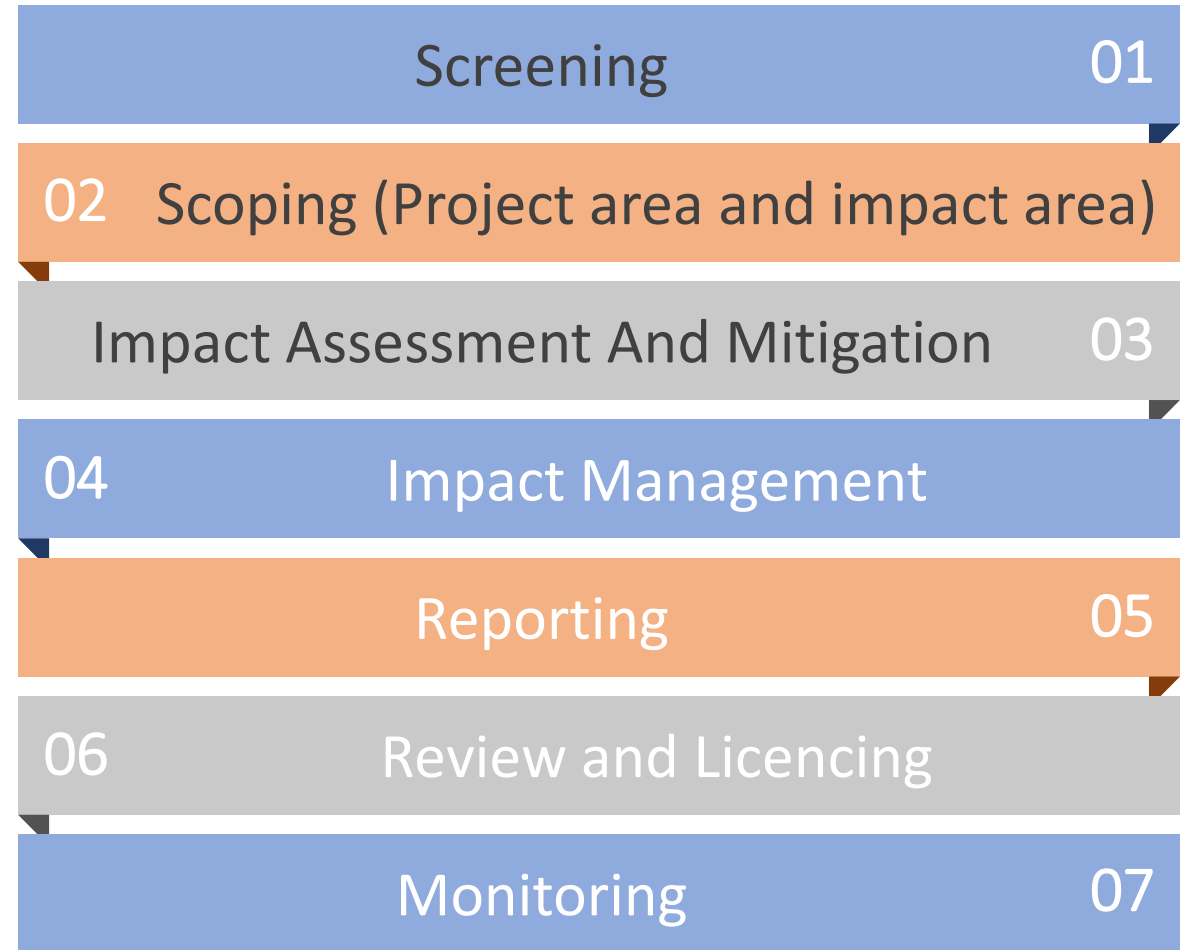 Screening 01
02 Scoping (Project area and impact area)
Impact Assessment And Mitigation 03
04 Impact Management
Reporting 05
06 Review and Licencing
Monitoring 07